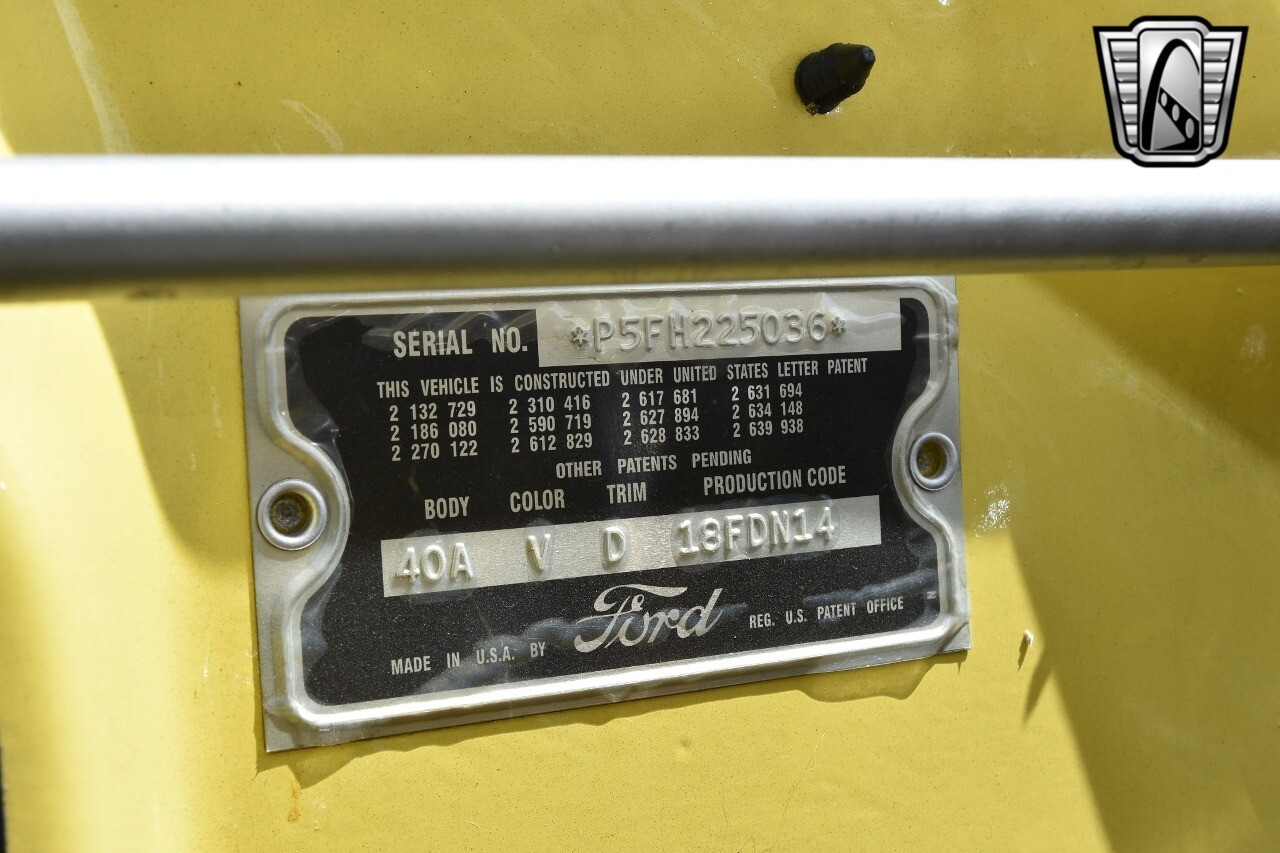 SERIAL NO. *P5FH225036*
THIS VEHICLE IS CONSTRUCTED UNDER UNITED STATES LETTER PATENT
2 132 729 2 310 416 2 617 681 2 631 694
2 186 080 2 590 719 2 627 894 2 634 148
2 270 122 2 612 829 2 628 833 2 639 938
OTHER PATENTS PENDING
BODY COLOR TRIM PRODUCTION CODE
40A V D 18FDN14
MADE IN U.S.A. BY Ford REG. U.S. PATENT OFFICE
N